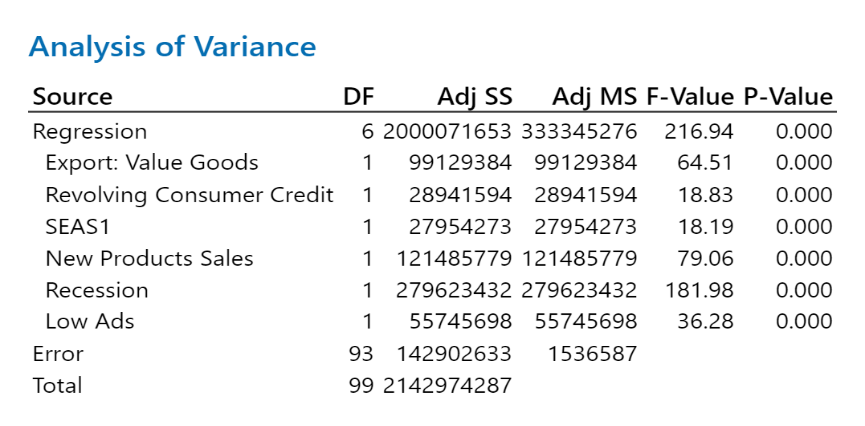 Analysis of Variance
Source DF Adj SS Adj MS F-Value P-Value
Regression 6 2000071653 333345276 216.94 0.000
Export: Value Goods 1 99129384 99129384 64.51 0.000
Revolving Consumer Credit 1 28941594 28941594 18.83 0.000
SEAS1 1 27954273 27954273 18.19 0.000
New Products Sales 1 121485779 121485779 79.06 0.000
Recession 1 279623432 279623432 181.98 0.000
Low Ads 1 55745698 55745698 36.28 0.000
Error 93 142902633 1536587
Total 99 2142974287